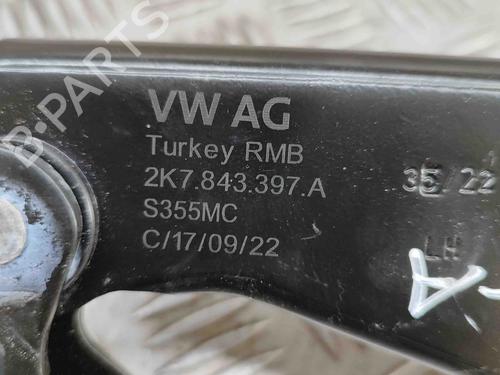 B-PARTS
VW AG
Turkey RMB
2K7.843.397.A
S355MC
C/17/09/22
35/22
LH